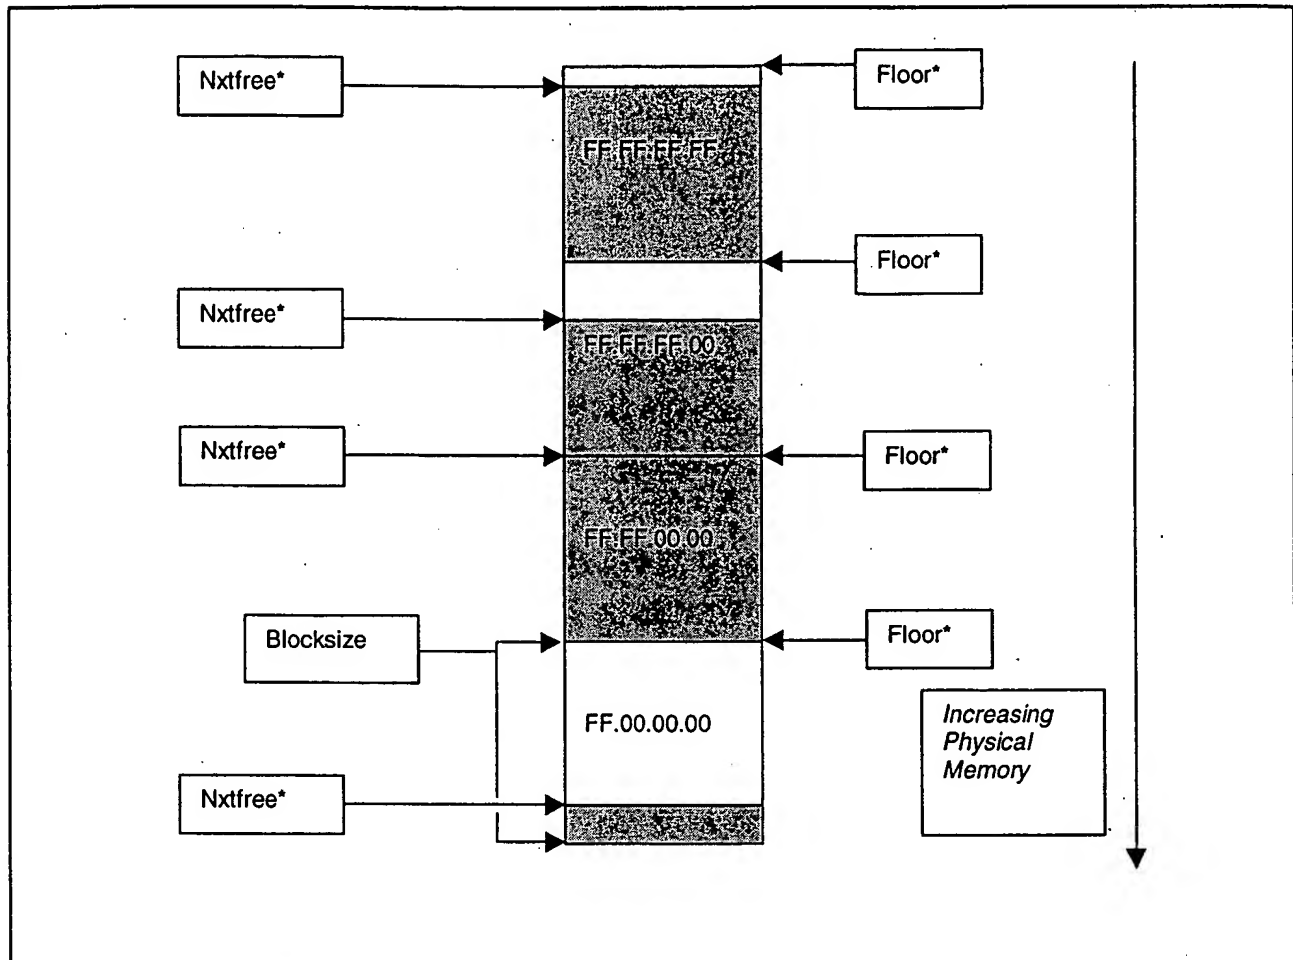 Nxtfree*
Floor*
FF.FF.FF.FF
Floor*
Nxtfree*
FF.FF.FF.00
Nxtfree*
Floor*
FF.FF.00.00
Blocksize
Floor*
FF.00.00.00
Increasing
Physical
Memory
Nxtfree*